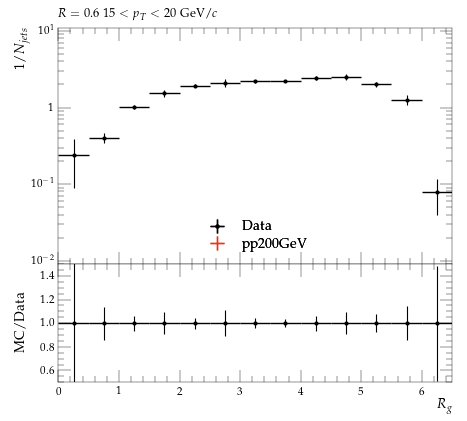 R = 0.6 15 < p_T < 20 GeV/c
1/N_jets
10^1
1
10^−1
10^−2
Data
pp200GeV
MC/Data
1.4
1.2
1.0
0.8
0.6
0 1 2 3 4 5 6
R_g